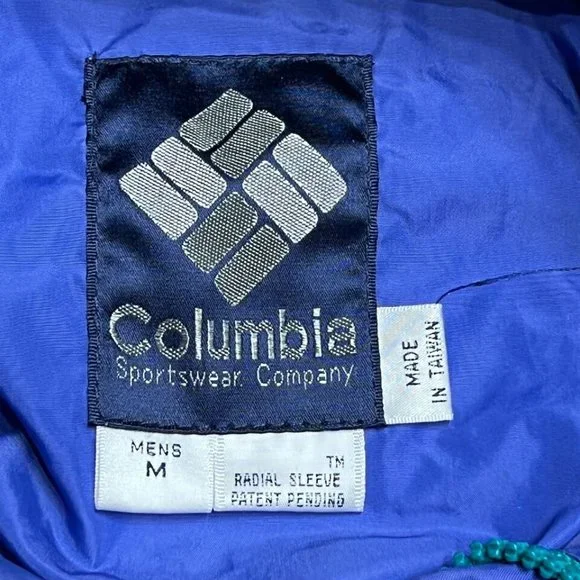 Columbia
Sportswear Company
MADE
IN TAIWAN
MENS
M
TM
RADIAL SLEEVE
PATENT PENDING